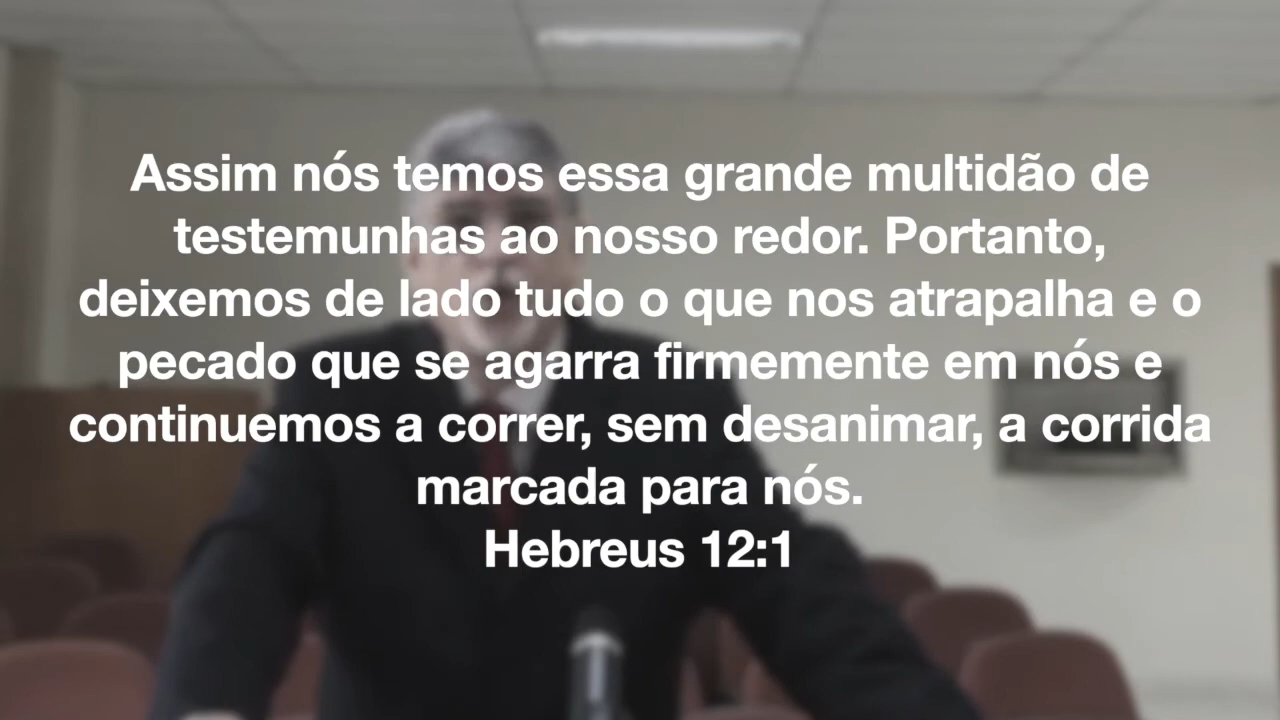 Assim nós temos essa grande multidão de
testemunhas ao nosso redor. Portanto,
deixemos de lado tudo o que nos atrapalha e o
pecado que se agarra firmemente em nós e
continuemos a correr, sem desanimar, a corrida
marcada para nós.
Hebreus 12:1